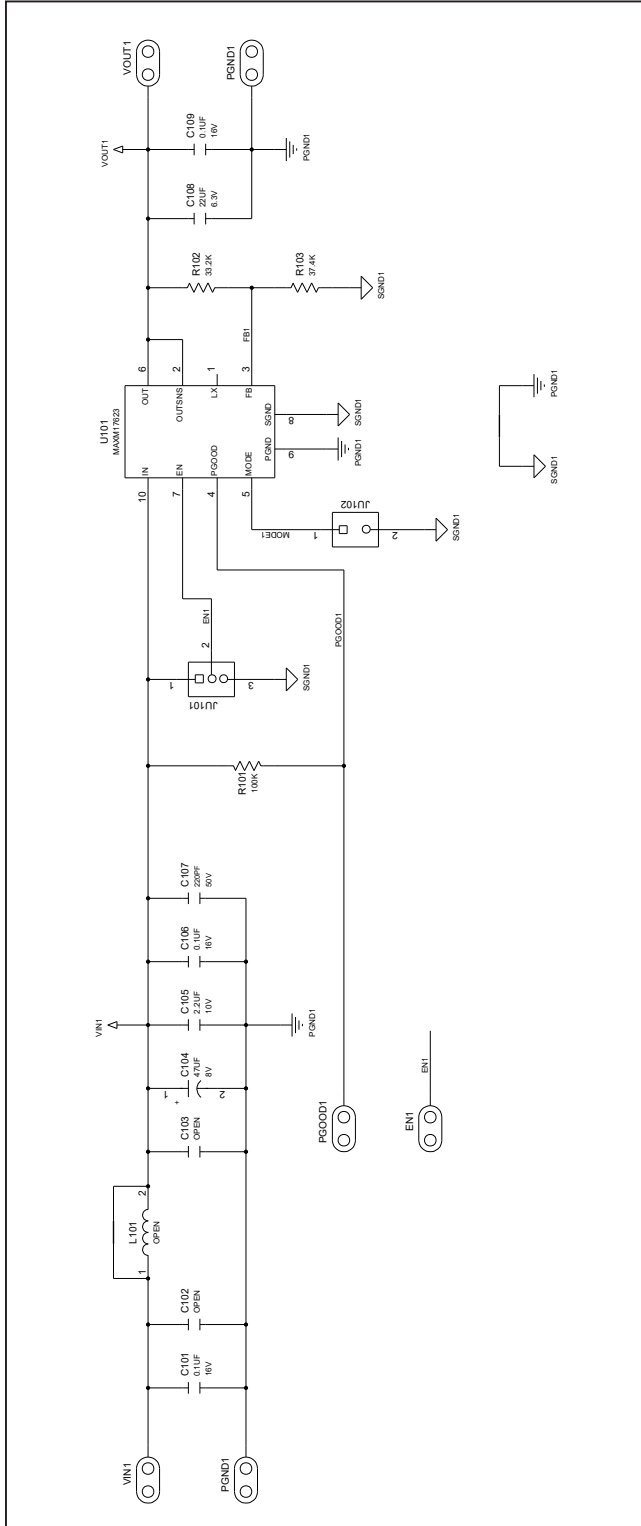 VIN1
PGND1
C101
0.1UF
16V
C102
OPEN
1
L101
OPEN
2
C103
OPEN
1
+
C104
47UF
8V
2
VIN1
C105
2.2UF
10V
PGND1
C106
0.1UF
16V
C107
220PF
50V
R101
100K
PGOOD1
EN1
EN1
PGOOD1
JU101
1
2
3
EN1
SGND1
MODE1
JU102
1
2
SGND1
U101
MAXM17623
10
IN
7
EN
4
PGOOD
5
MODE
OUT
6
OUTSNS
2
LX
1
FB
3
PGND
9
PGND1
SGND
8
SGND1
FB1
R102
33.2K
R103
37.4K
SGND1
C108
22UF
6.3V
VOUT1
C109
0.1UF
16V
PGND1
VOUT1
PGND1
SGND1
PGND1